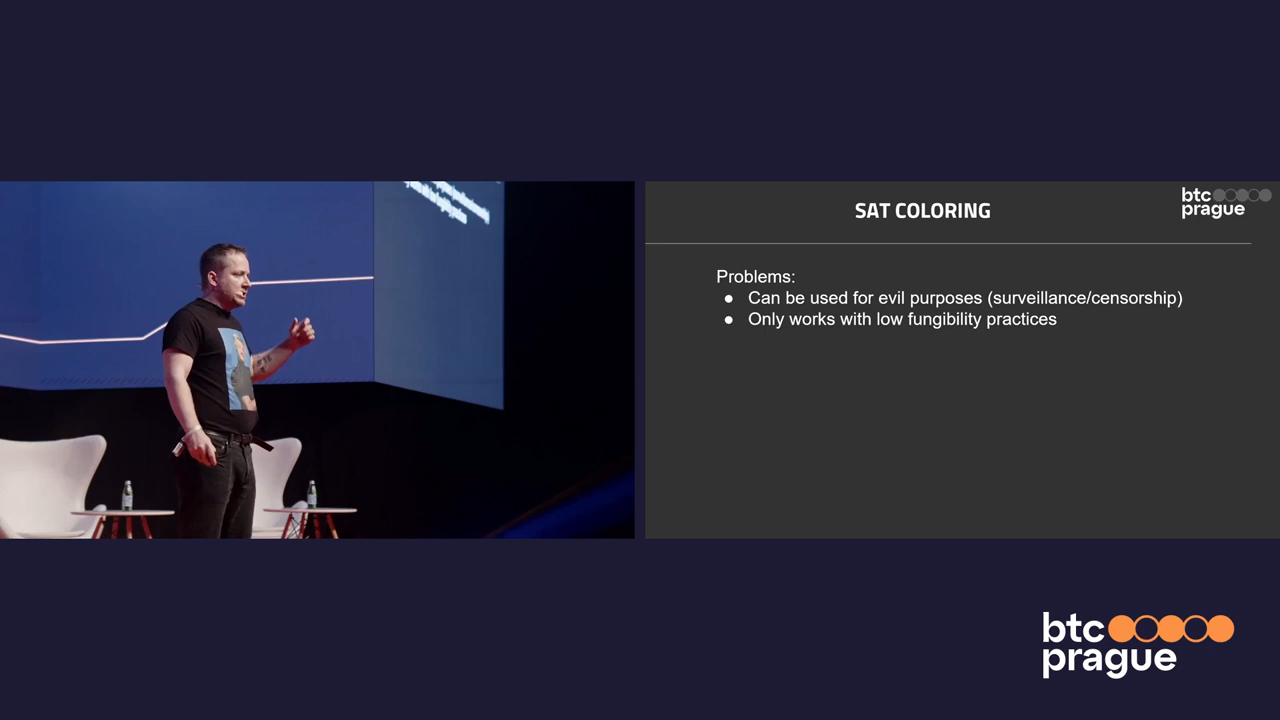 SAT COLORING
btc
prague
Problems:
● Can be used for evil purposes (surveillance/censorship)
● Only works with low fungibility practices
btc
prague